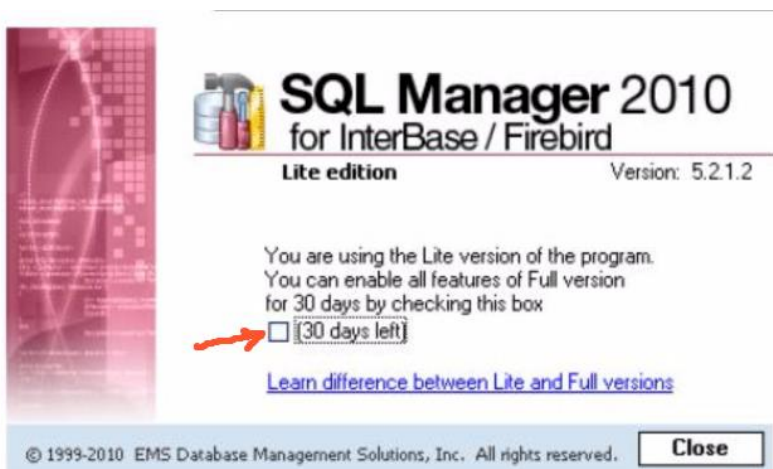 SQL Manager 2010
for InterBase / Firebird
Lite edition Version: 5.2.1.2
You are using the Lite version of the program.
You can enable all features of Full version
for 30 days by checking this box
(30 days left)
Learn difference between Lite and Full versions
© 1999-2010 EMS Database Management Solutions, Inc. All rights reserved. Close